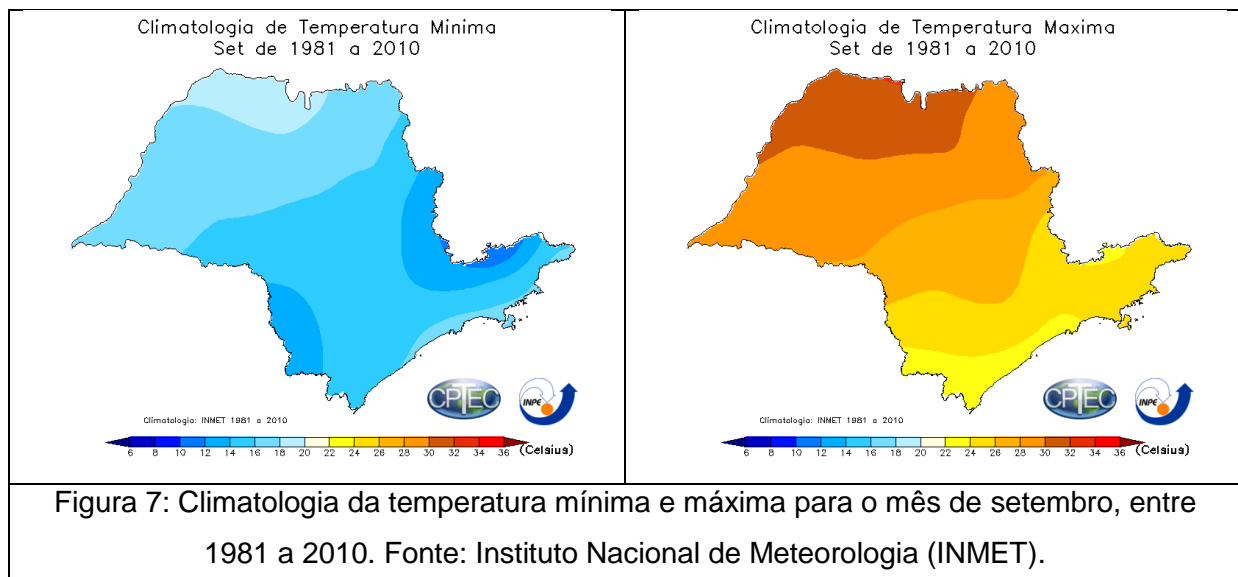 Climatologia de Temperatura Minima
Set de 1981 a 2010
CPTEC
INPE
Climatologia: INMET 1981 a 2010
6 8 10 12 14 16 18 20 22 24 26 28 30 32 34 36 (Celsius)
Climatologia de Temperatura Maxima
Set de 1981 a 2010
CPTEC
INPE
Climatologia: INMET 1981 a 2010
6 8 10 12 14 16 18 20 22 24 26 28 30 32 34 36 (Celsius)
Figura 7: Climatologia da temperatura mínima e máxima para o mês de setembro, entre
1981 a 2010. Fonte: Instituto Nacional de Meteorologia (INMET).